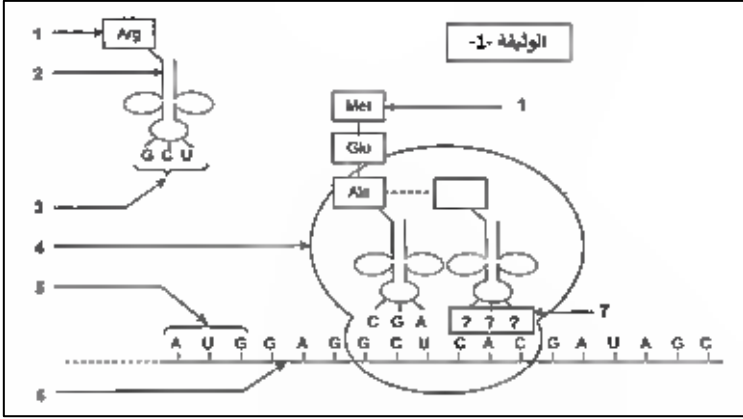 الوثيقة -1-
1
Arg
2
Met
1
Glu
G C U
3
Ala
4
5
C G A
? ? ?
7
A U G G A G G C U C A C G A U A G C
6